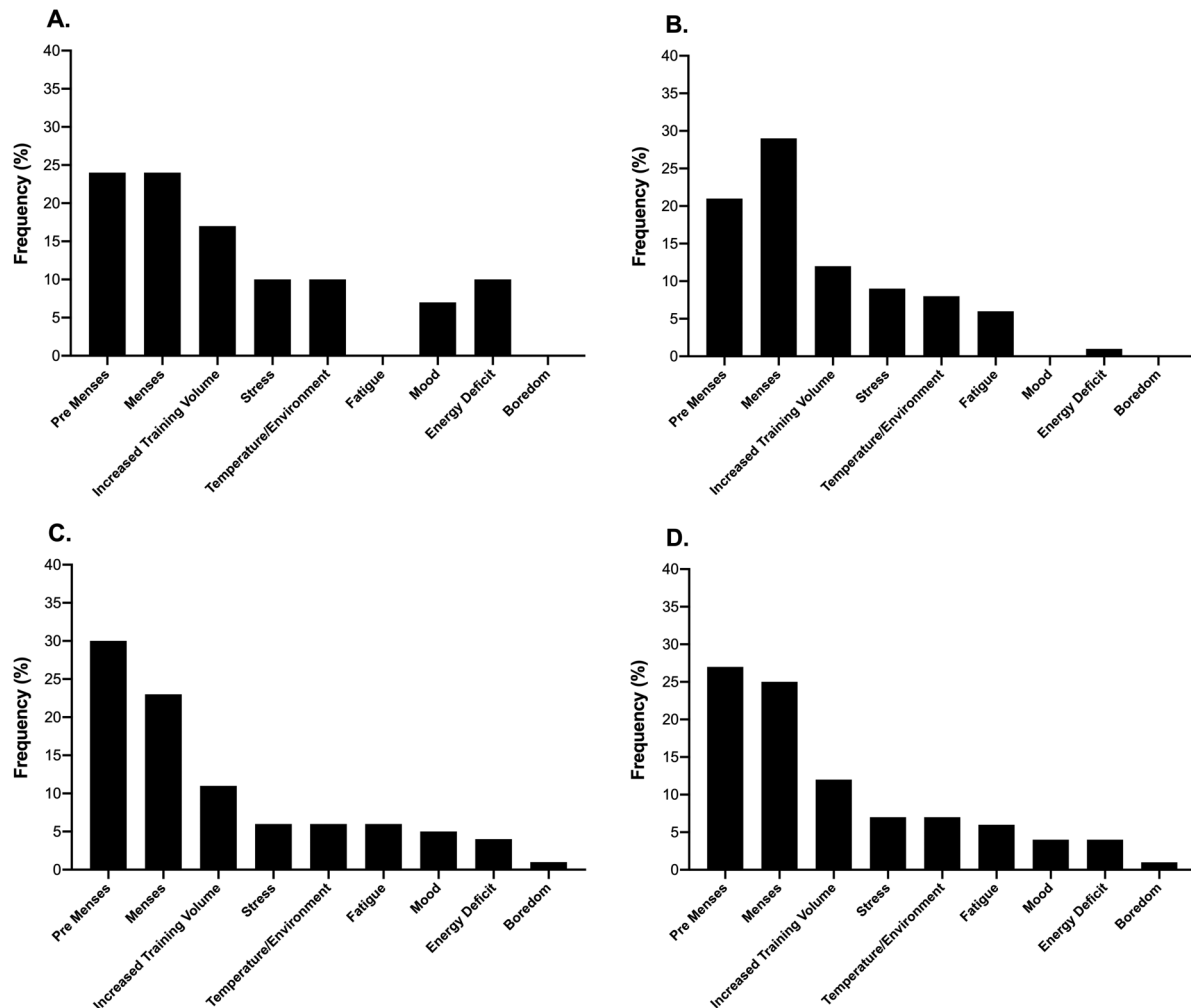 A.
Frequency (%)
40
35
30
25
20
15
10
5
0
Pre Menses
Menses
Increased Training Volume
Stress
Temperature/Environment
Fatigue
Mood
Energy Deficit
Boredom
B.
Frequency (%)
40
35
30
25
20
15
10
5
0
Pre Menses
Menses
Increased Training Volume
Stress
Temperature/Environment
Fatigue
Mood
Energy Deficit
Boredom
C.
Frequency (%)
40
35
30
25
20
15
10
5
0
Pre Menses
Menses
Increased Training Volume
Stress
Temperature/Environment
Fatigue
Mood
Energy Deficit
Boredom
D.
Frequency (%)
40
35
30
25
20
15
10
5
0
Pre Menses
Menses
Increased Training Volume
Stress
Temperature/Environment
Fatigue
Mood
Energy Deficit
Boredom